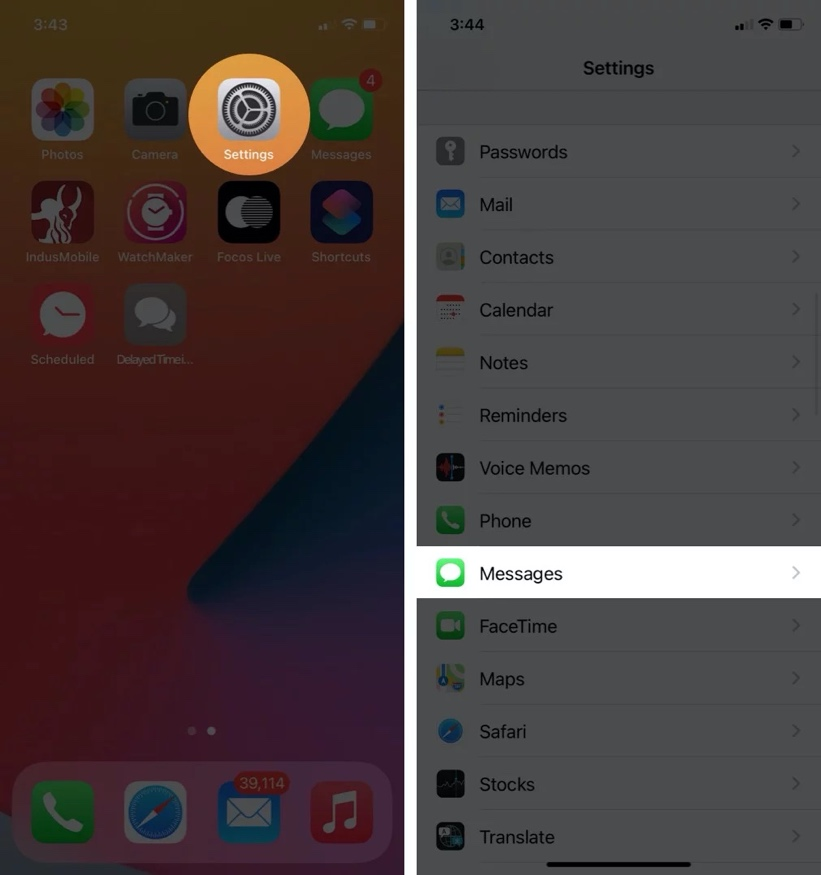 3:43
4
Photos
Camera
Settings
Messages
IndusMobile
WatchMaker
Focos Live
Shortcuts
Scheduled
DelayedTimei...
39,114
3:44
Settings
Passwords
Mail
Contacts
Calendar
Notes
Reminders
Voice Memos
Phone
Messages
FaceTime
Maps
Safari
Stocks
Translate